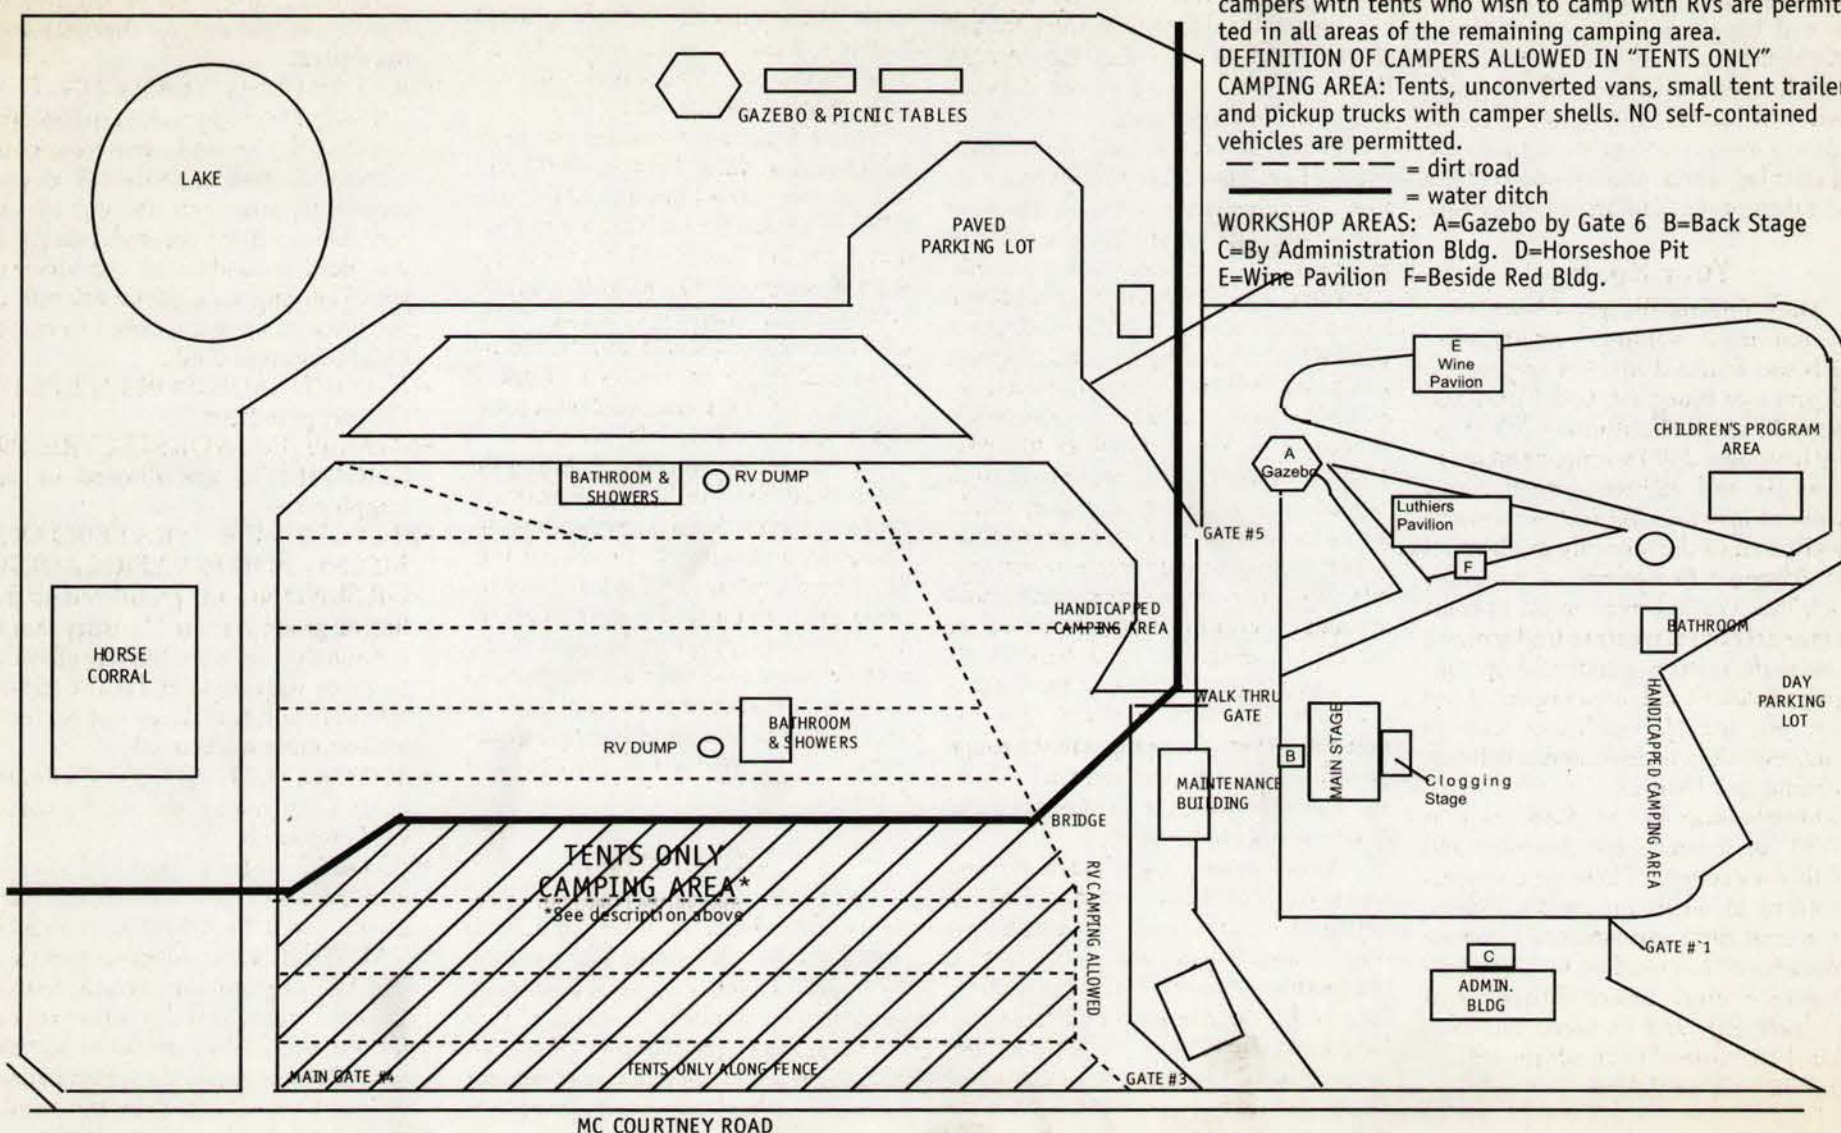 campers with tents who wish to camp with RVs are permit-
ted in all areas of the remaining camping area.
DEFINITION OF CAMPERS ALLOWED IN “TENTS ONLY”
CAMPING AREA: Tents, unconverted vans, small tent trailer
and pickup trucks with camper shells. NO self-contained
vehicles are permitted.
= dirt road
= water ditch
WORKSHOP AREAS: A=Gazebo by Gate 6 B=Back Stage
C=By Administration Bldg. D=Horseshoe Pit
E=Wine Pavilion F=Beside Red Bldg.
GAZEBO & PICNIC TABLES
LAKE
PAVED
PARKING LOT
E
Wine
Paviion
CHILDREN'S PROGRAM
AREA
A
Gazebo
BATHROOM &
SHOWERS
RV DUMP
Luthiers
Pavilion
GATE #5
F
HANDICAPPED
CAMPING AREA
BATHROOM
HORSE
CORRAL
WALK THRU
GATE
DAY
PARKING
LOT
HANDICAPPED CAMPING AREA
BATHROOM
& SHOWERS
RV DUMP
B
MAIN STAGE
Clogging
Stage
MAINTENANCE
BUILDING
BRIDGE
TENTS ONLY
CAMPING AREA*
*See description above
RV CAMPING ALLOWED
GATE #`1
C
ADMIN.
BLDG
MAIN GATE #4
TENTS ONLY ALONG FENCE
GATE #3
MC COURTNEY ROAD